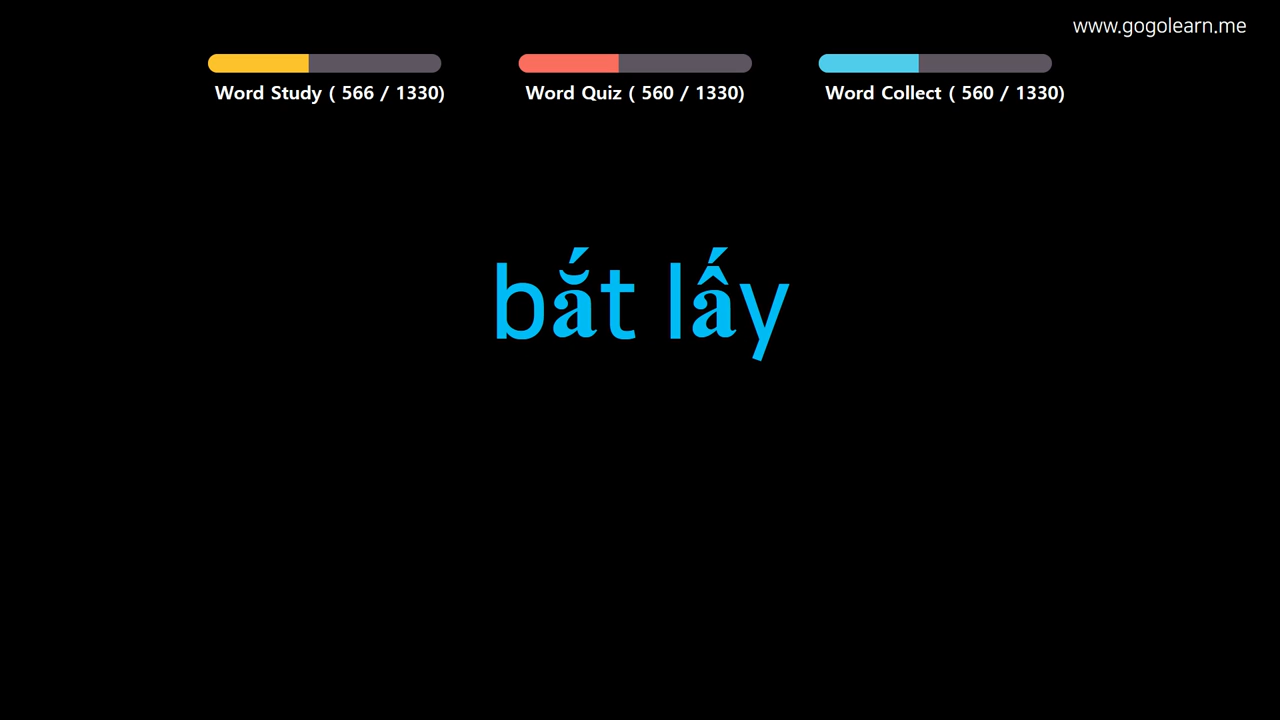 www.gogolearn.me
Word Study ( 566 / 1330)
Word Quiz ( 560 / 1330)
Word Collect ( 560 / 1330)
bắt lấy